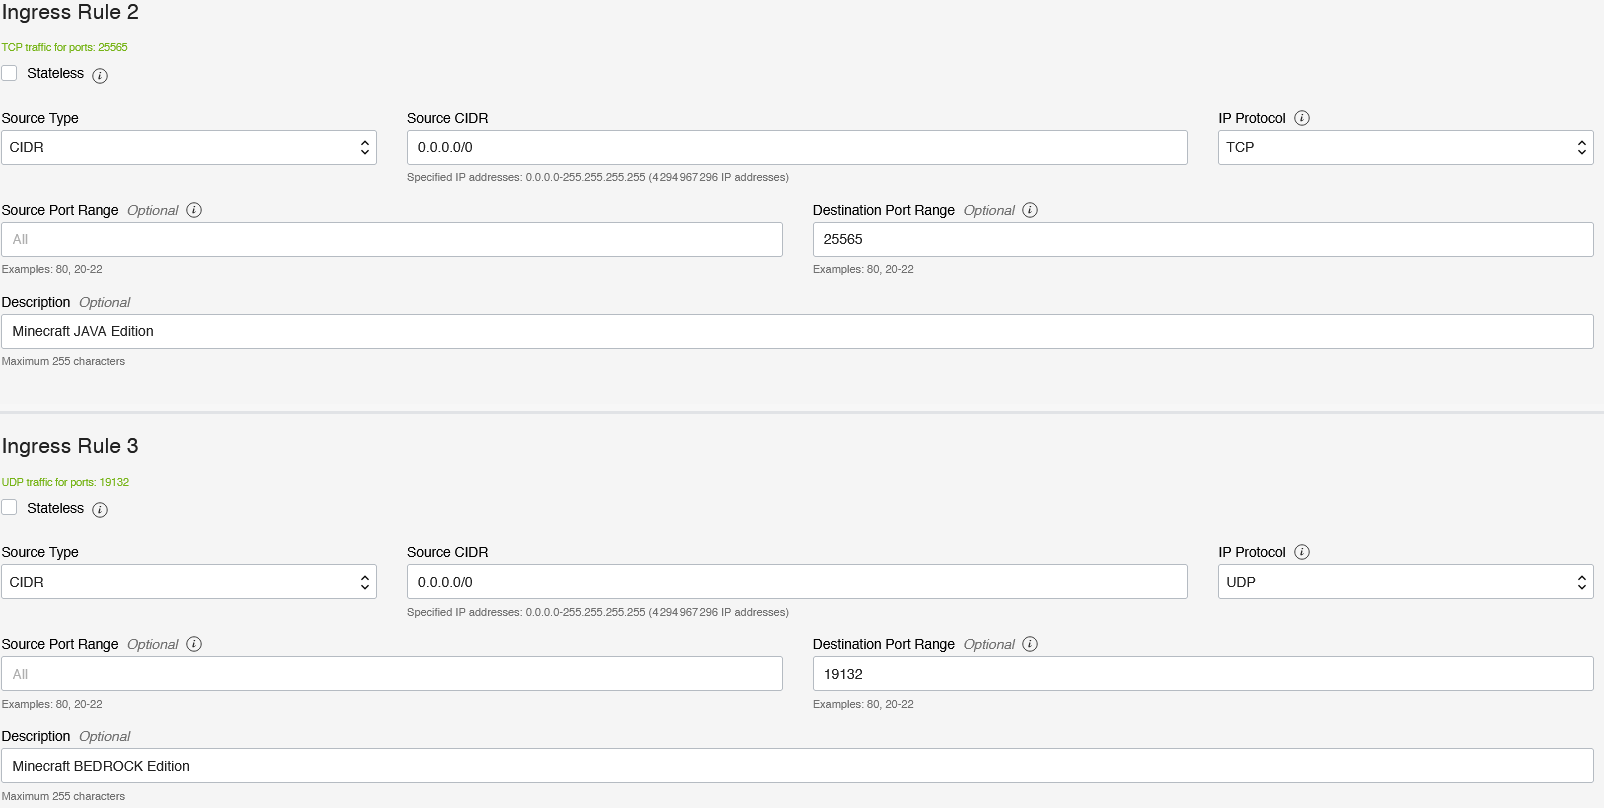 Ingress Rule 2
TCP traffic for ports: 25565
Stateless i
Source Type Source CIDR IP Protocol i
CIDR 0.0.0.0/0 TCP
Specified IP addresses: 0.0.0.0-255.255.255.255 (4 294 967 296 IP addresses)
Source Port Range Optional i Destination Port Range Optional i
All 25565
Examples: 80, 20-22 Examples: 80, 20-22
Description Optional
Minecraft JAVA Edition
Maximum 255 characters
Ingress Rule 3
UDP traffic for ports: 19132
Stateless i
Source Type Source CIDR IP Protocol i
CIDR 0.0.0.0/0 UDP
Specified IP addresses: 0.0.0.0-255.255.255.255 (4 294 967 296 IP addresses)
Source Port Range Optional i Destination Port Range Optional i
All 19132
Examples: 80, 20-22 Examples: 80, 20-22
Description Optional
Minecraft BEDROCK Edition
Maximum 255 characters